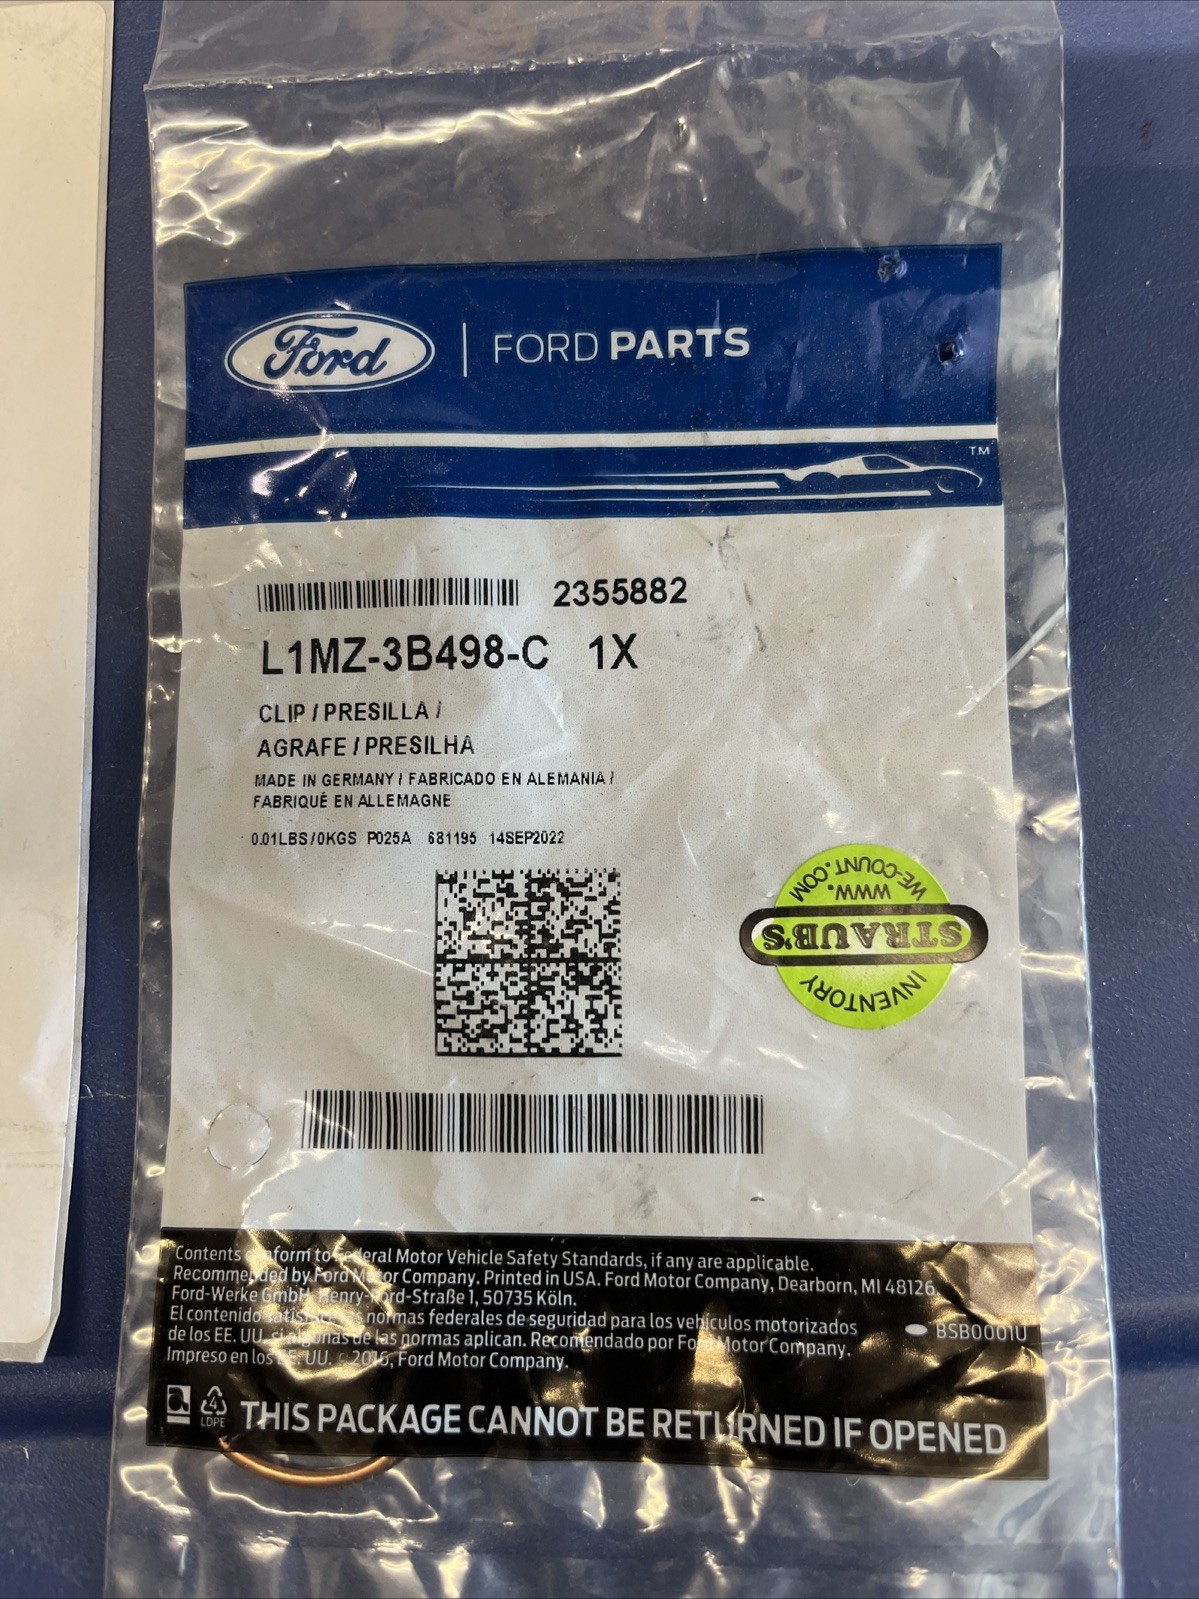 Ford | FORD PARTS
TM
2355882
L1MZ-3B498-C 1X
CLIP / PRESILLA /
AGRAFE / PRESILHA
MADE IN GERMANY / FABRICADO EN ALEMANIA /
FABRIQUÉ EN ALLEMAGNE
0.01LBS/0KGS P025A 681195 14SEP2022
WWW.
WE-COUNT.COM
STRAUB'S
INVENTORY
Contents conform to Federal Motor Vehicle Safety Standards, if any are applicable.
Recommended by Ford Motor Company. Printed in USA. Ford Motor Company, Dearborn, MI 48126,
Ford-Werke GmbH, Henry-Ford-Straße 1, 50735 Köln.
El contenido satisface las normas federales de seguridad para los vehículos motorizados
de los EE. UU. si algunas de las normas aplican. Recomendado por Ford Motor Company.
Impreso en los EE. UU. © 2016, Ford Motor Company.
BSB0001U
4
LDPE
THIS PACKAGE CANNOT BE RETURNED IF OPENED